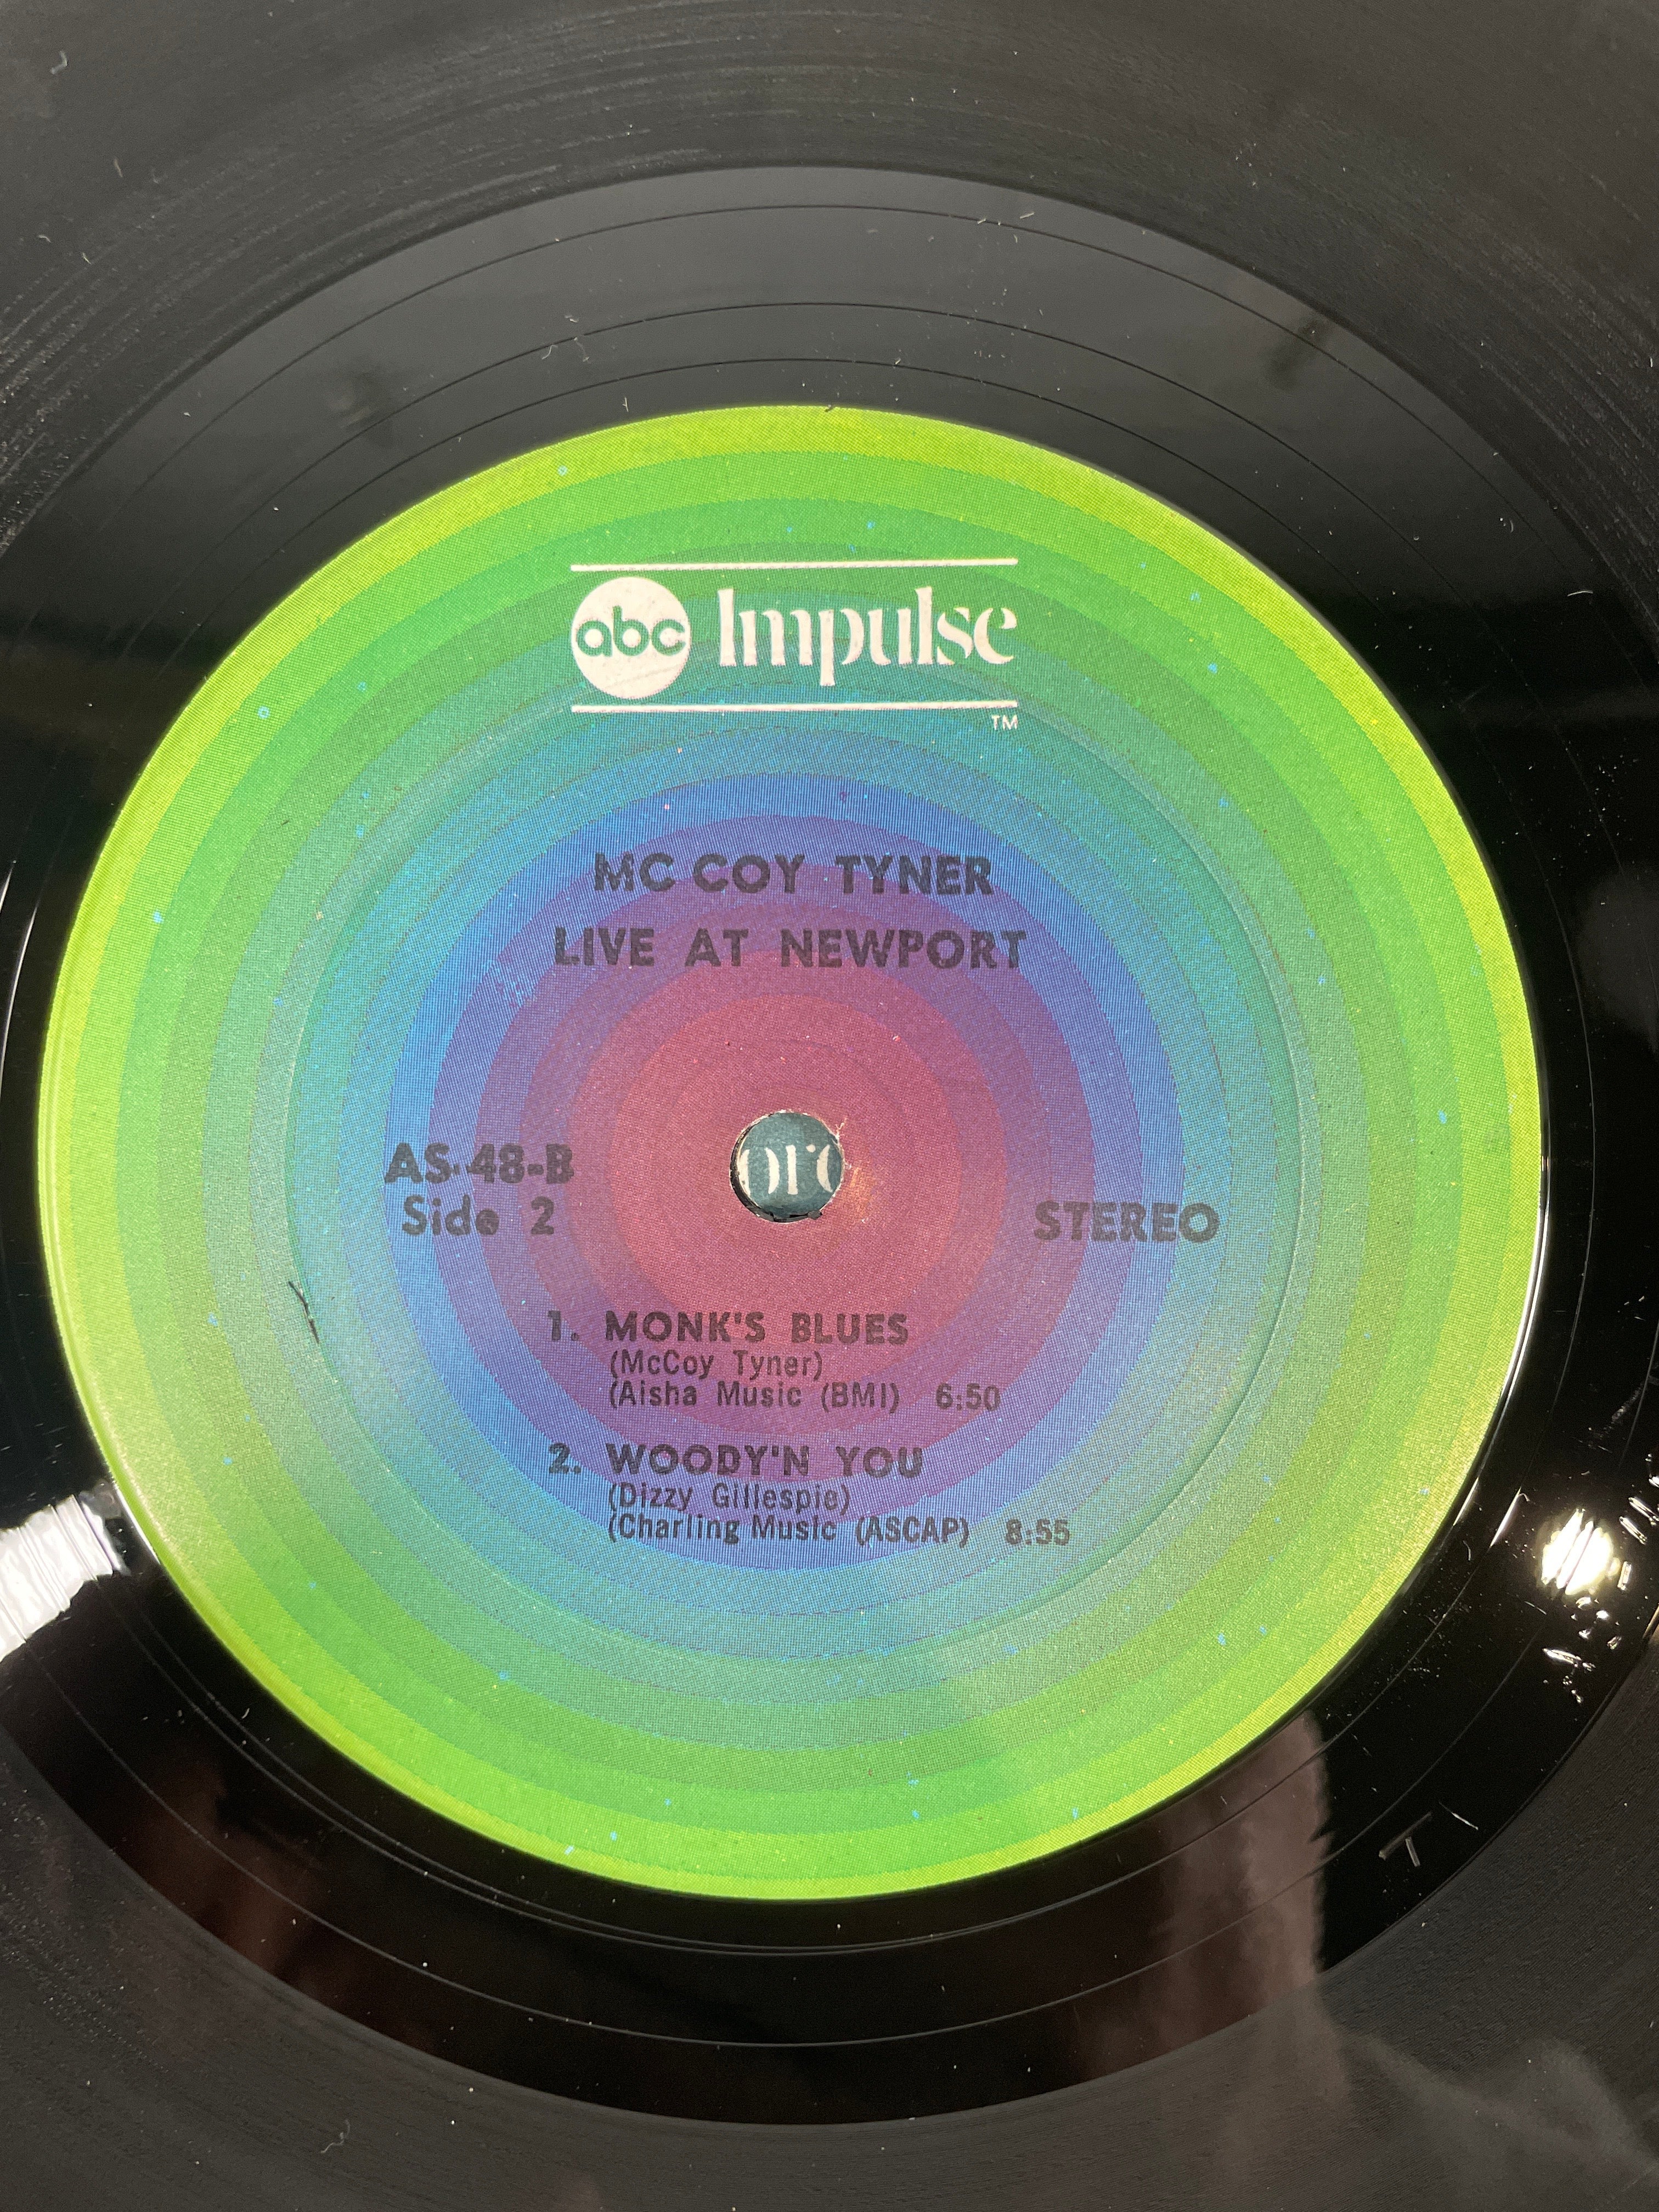 abc Impulse
TM
MC COY TYNER
LIVE AT NEWPORT
AS-48-B
Side 2
STEREO
1. MONK'S BLUES
(McCoy Tyner)
(Aisha Music (BMI) 6:50
2. WOODY'N YOU
(Dizzy Gillespie)
(Charling Music (ASCAP) 8:55